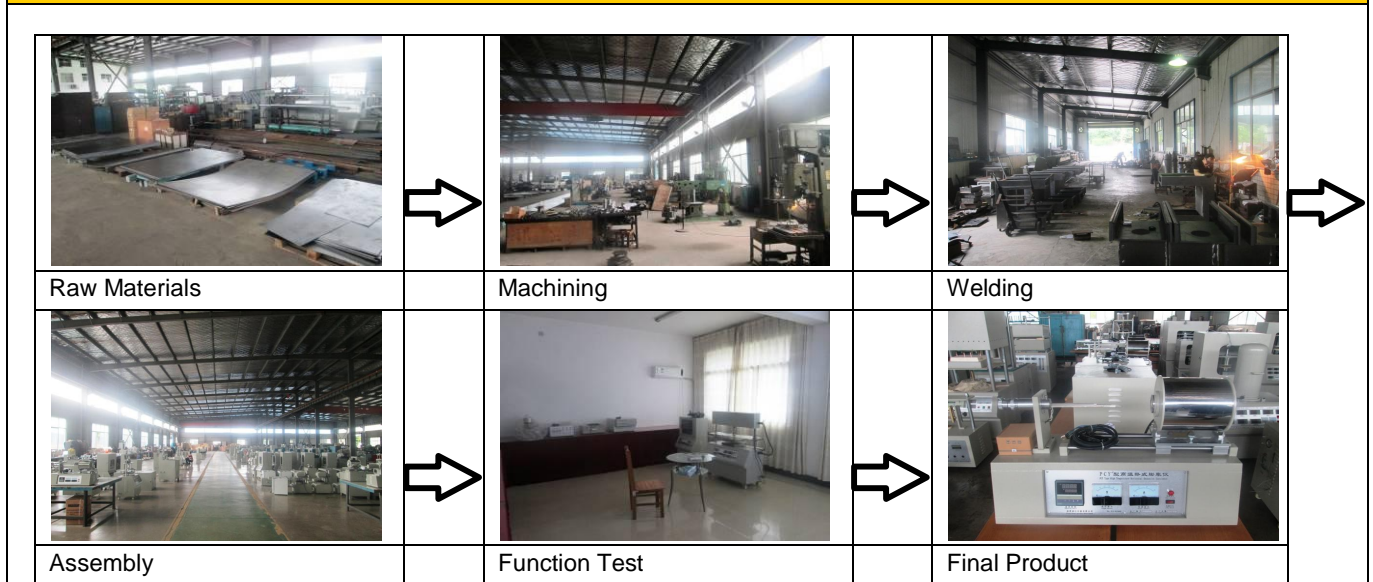 Raw Materials
Machining
Welding
Assembly
Function Test
Final Product